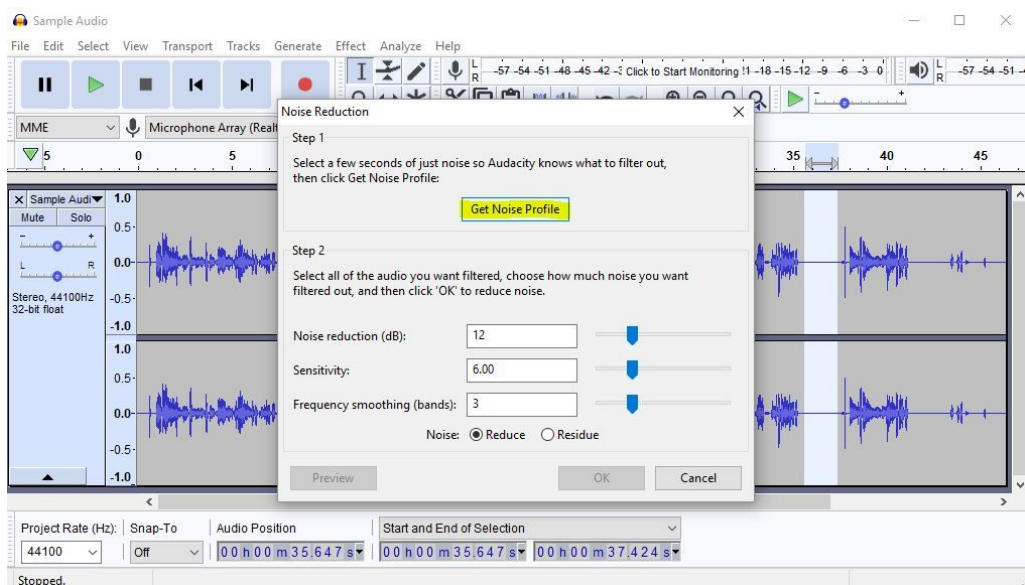 Sample Audio
File Edit Select View Transport Tracks Generate Effect Analyze Help
L
R
-57 -54 -51 -48 -45 -42 Click to Start Monitoring -18 -15 -12 -9 -6 -3 0
L
R
-57 -54 -51
MME
Microphone Array
5 0 5 35 40 45
Noise Reduction
Step 1
Select a few seconds of just noise so Audacity knows what to filter out,
then click Get Noise Profile:
Get Noise Profile
Step 2
Select all of the audio you want filtered, choose how much noise you want
filtered out, and then click 'OK' to reduce noise.
Noise reduction (dB): 12
Sensitivity: 6.00
Frequency smoothing (bands): 3
Noise: Reduce Residue
Preview OK Cancel
X Sample Audi
Mute Solo
- +
L R
Stereo, 44100Hz
32-bit float
1.0
0.5
0.0
-0.5
-1.0
1.0
0.5
0.0
-0.5
-1.0
Project Rate (Hz): Snap-To Audio Position Start and End of Selection
44100 Off 00 h 00 m 35.647 s 00 h 00 m 35.647 s 00 h 00 m 37.424 s
Stopped.